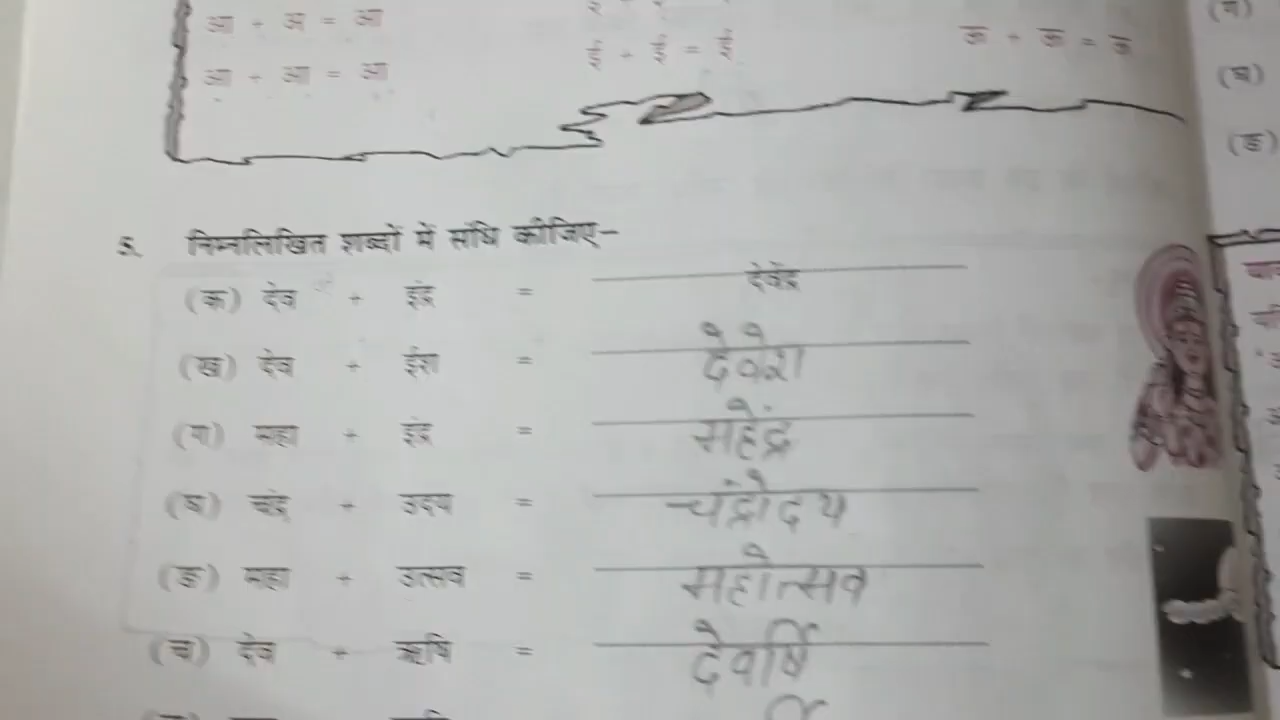 आ + अ = आ
आ + आ = आ
ई + ई = ई
ऊ + ऊ = ऊ
5. निम्नलिखित शब्दों में संधि कीजिए–
(क) देव + इंद्र = देवेंद्र
(ख) देव + ईश = देवेश
(ग) महा + इंद्र = महेंद्र
(घ) चंद्र + उदय = चंद्रोदय
(ङ) महा + उत्सव = महोत्सव
(च) देव + ऋषि = देवर्षि
(ग)
(घ)
(ङ)